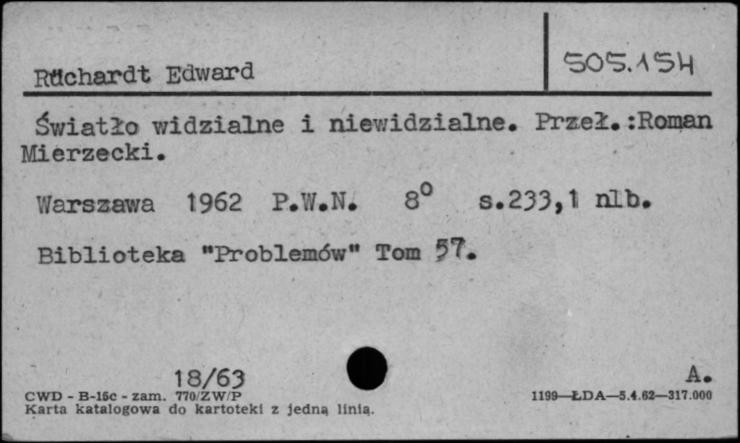 Rüchardt Edward
505.154
Światło widzialne i niewidzialne. Przeł.:Roman
Mierzecki.
Warszawa 1962 P.W.N. 8° s.233,1 nlb.
Biblioteka "Problemów" Tom 57.
18/63
A.
CWD - B-15c - zam. 770/ZW/P
1199—ŁDA—5.4.62—317.000
Karta katalogowa do kartoteki z jedną linią.